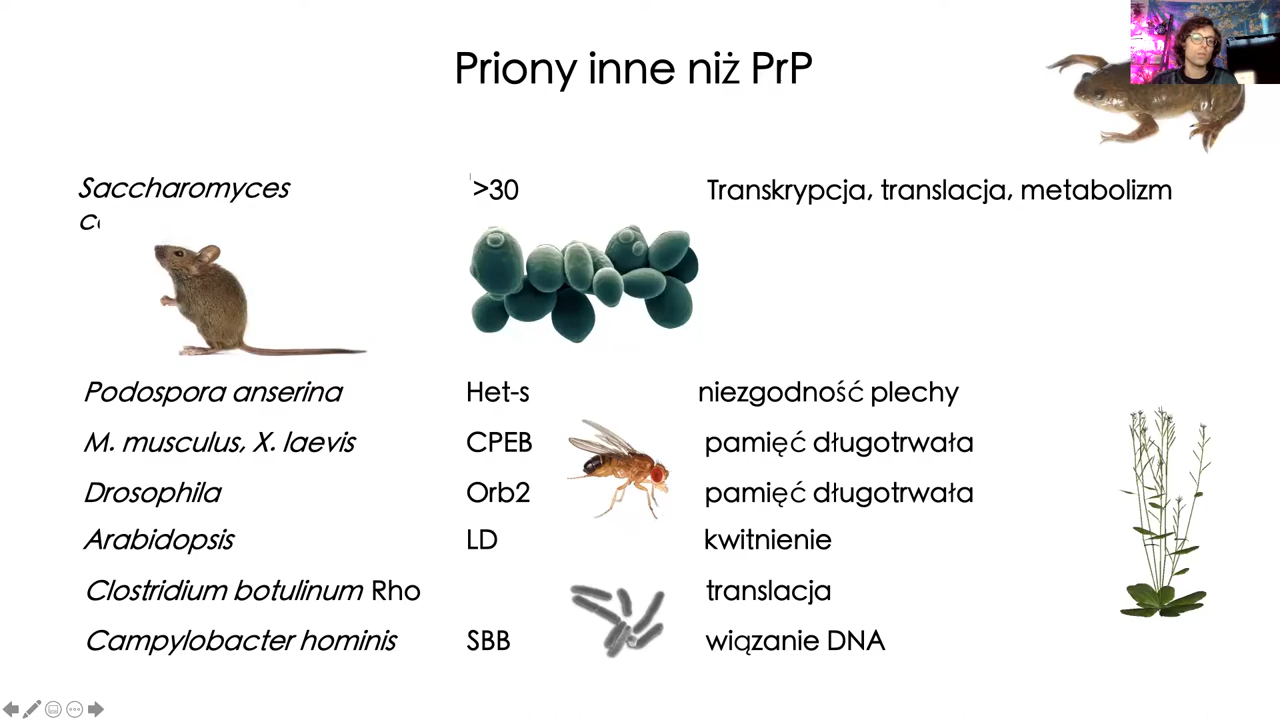 Priony inne niż PrP
Saccharomyces >30 Transkrypcja, translacja, metabolizm
Podospora anserina Het-s niezgodność plechy
M. musculus, X. laevis CPEB pamięć długotrwała
Drosophila Orb2 pamięć długotrwała
Arabidopsis LD kwitnienie
Clostridium botulinum Rho translacja
Campylobacter hominis SBB wiązanie DNA